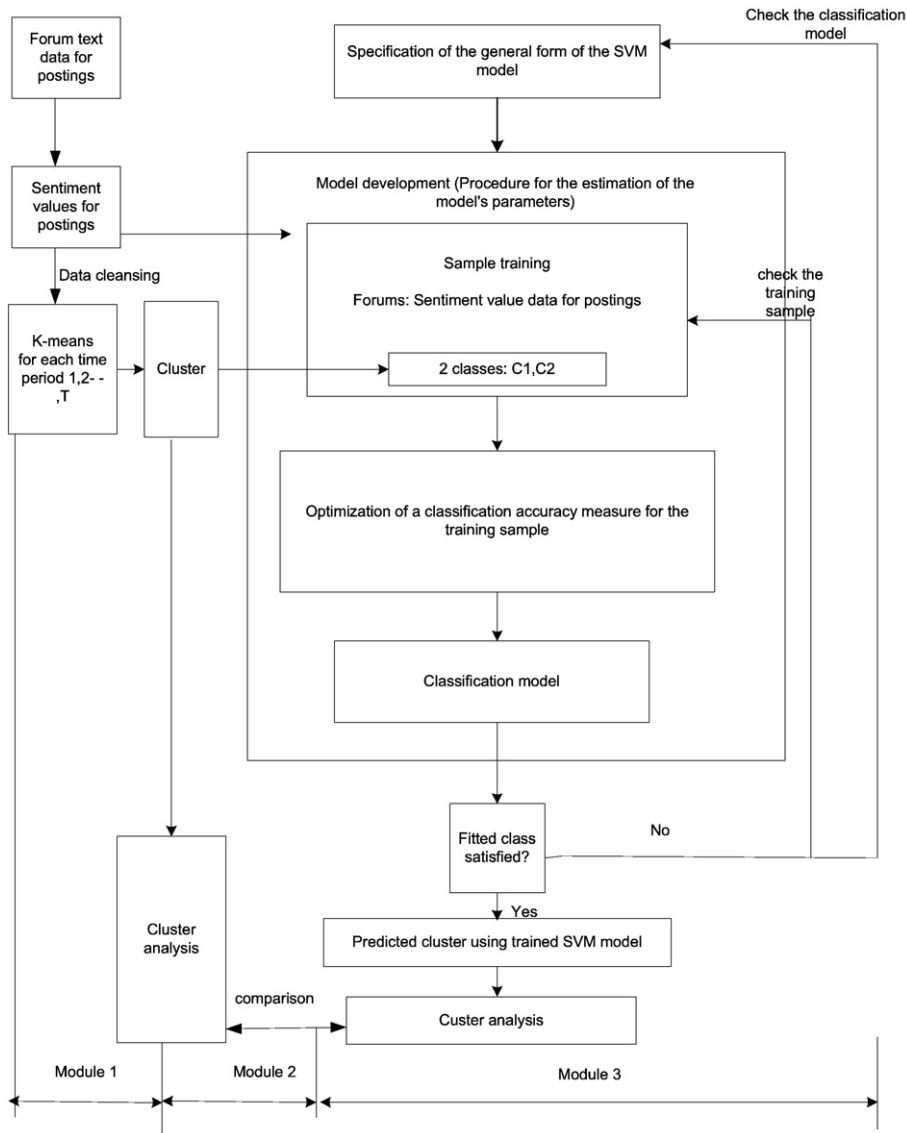 Check the classification
model
Forum text
data for
postings
Specification of the general form of the SVM
model
Sentiment
values for
postings
Model development (Procedure for the estimation of the
model's parameters)
Sample training
Forums: Sentiment value data for postings
2 classes: C1,C2
check the
training
sample
Data cleansing
K-means
for each time
period 1,2- -
,T
Cluster
Optimization of a classification accuracy measure for the
training sample
Classification model
Fitted class
satisfied?
No
Yes
Predicted cluster using trained SVM model
Cluster
analysis
comparison
Custer analysis
Module 1
Module 2
Module 3